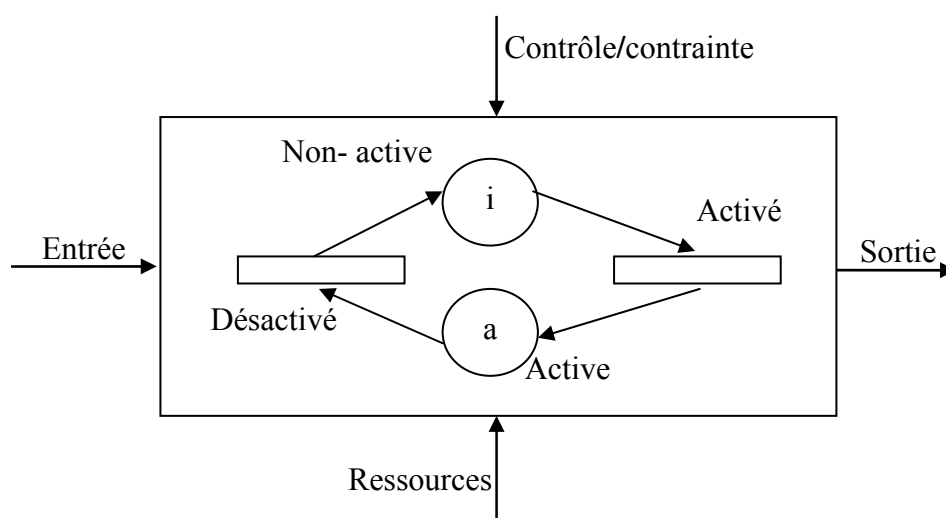 Contrôle/contrainte
Non- active
i
Activé
Entrée
Sortie
Désactivé
a
Active
Ressources